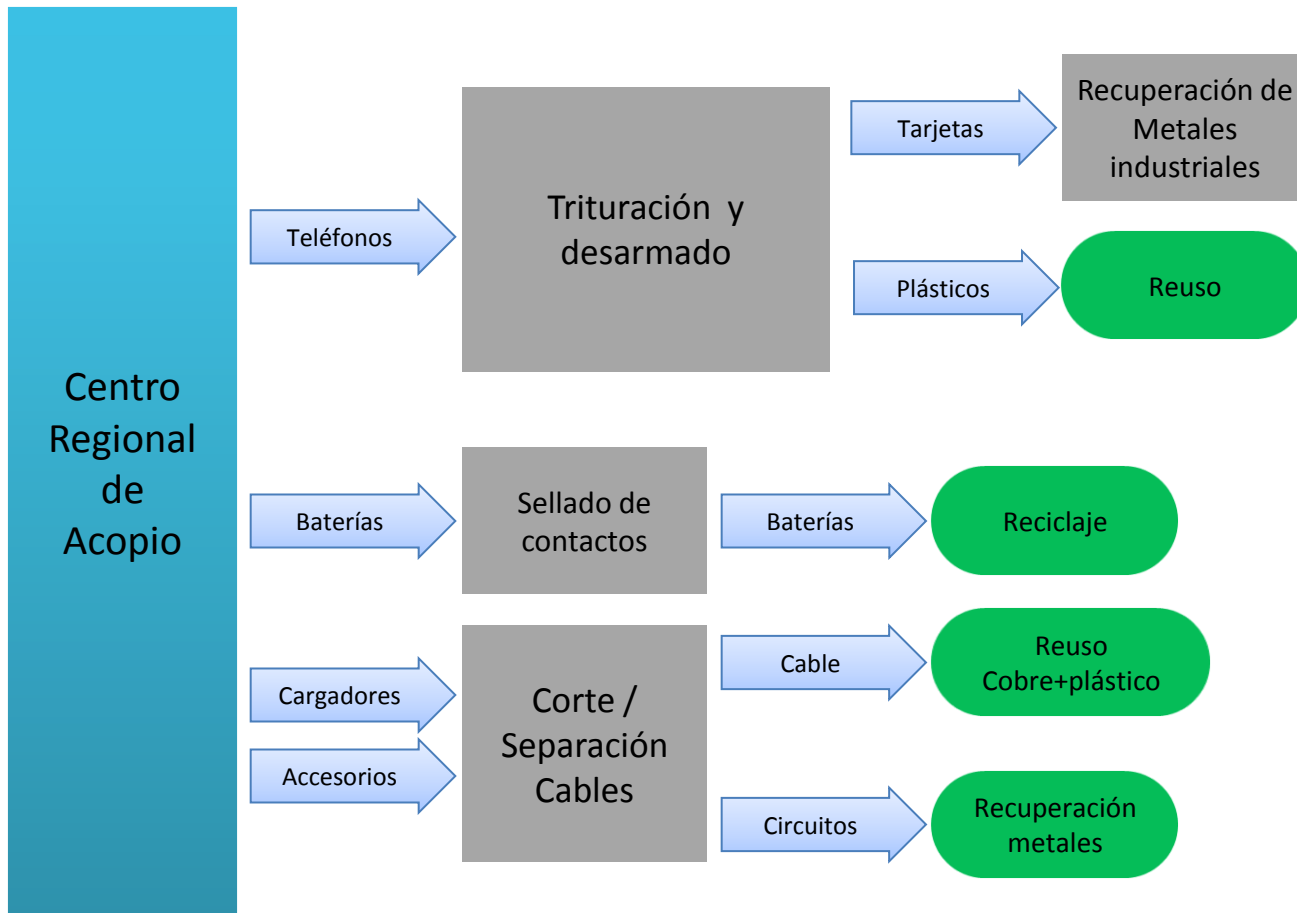 Centro
Regional
de
Acopio
Teléfonos
Trituración y
desarmado
Tarjetas
Recuperación de
Metales
industriales
Plásticos
Reuso
Baterías
Sellado de
contactos
Baterías
Reciclaje
Cargadores
Accesorios
Corte /
Separación
Cables
Cable
Reuso
Cobre+plástico
Circuitos
Recuperación
metales